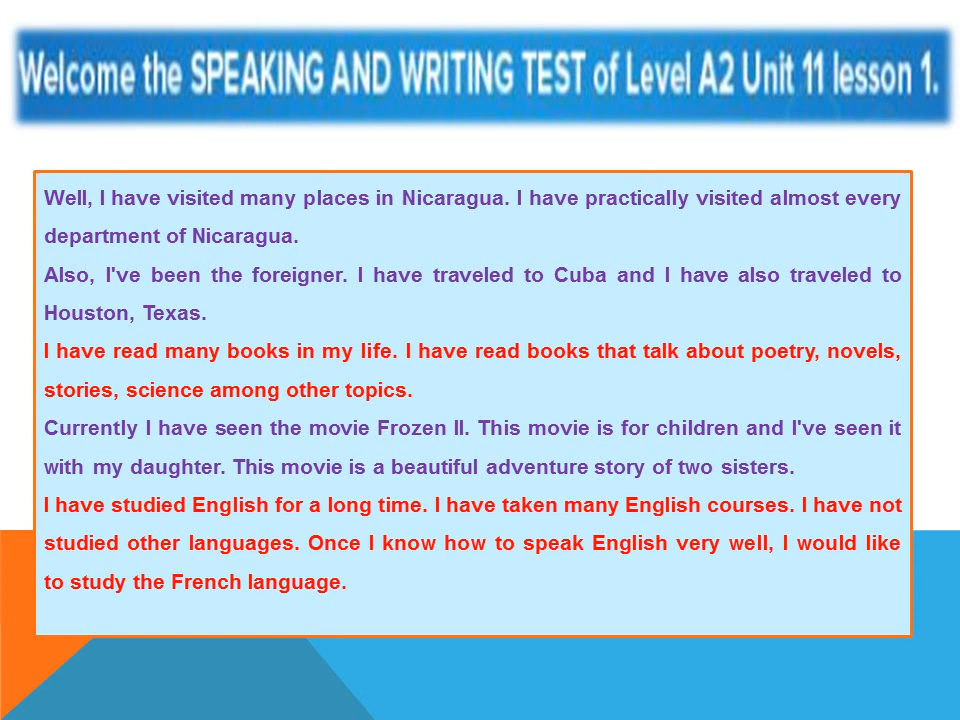 Welcome the SPEAKING AND WRITING TEST of Level A2 Unit 11 lesson 1.
Well, I have visited many places in Nicaragua. I have practically visited almost every
department of Nicaragua.
Also, I've been the foreigner. I have traveled to Cuba and I have also traveled to
Houston, Texas.
I have read many books in my life. I have read books that talk about poetry, novels,
stories, science among other topics.
Currently I have seen the movie Frozen II. This movie is for children and I've seen it
with my daughter. This movie is a beautiful adventure story of two sisters.
I have studied English for a long time. I have taken many English courses. I have not
studied other languages. Once I know how to speak English very well, I would like
to study the French language.